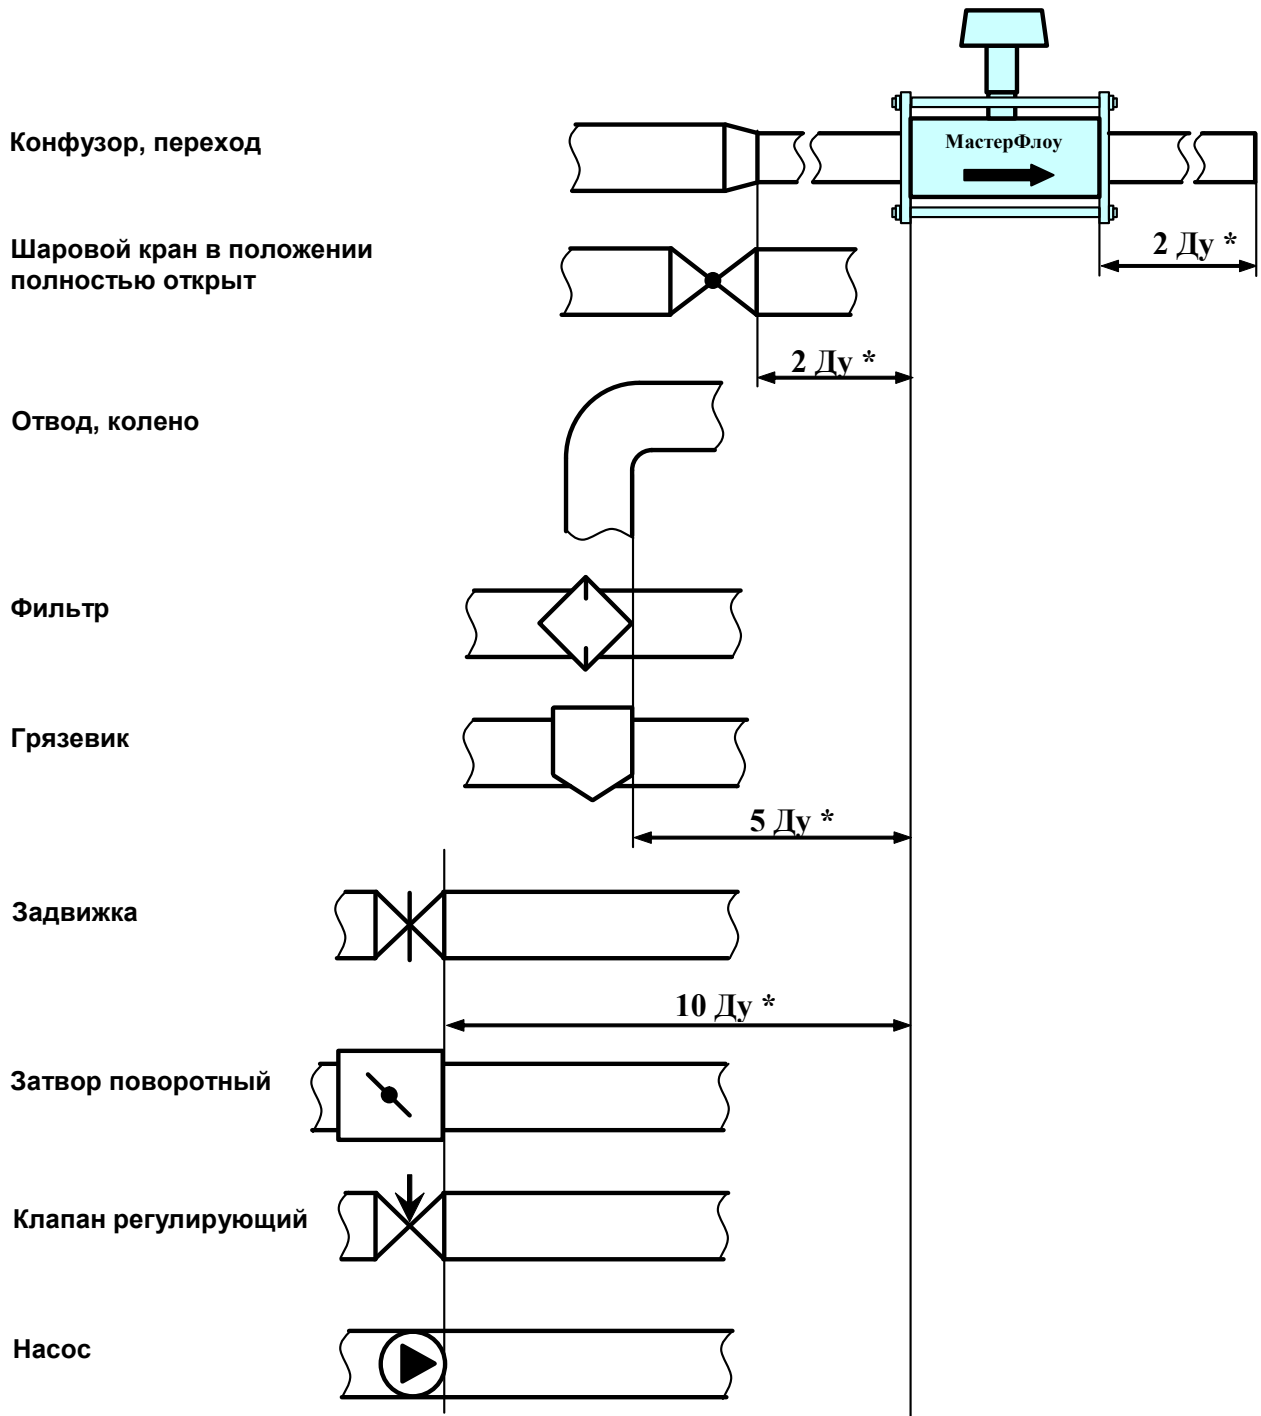 Конфузор, переход
МастерФлоу
Шаровой кран в положении
полностью открыт
2 Ду *
2 Ду *
Отвод, колено
Фильтр
Грязевик
5 Ду *
Задвижка
10 Ду *
Затвор поворотный
Клапан регулирующий
Насос